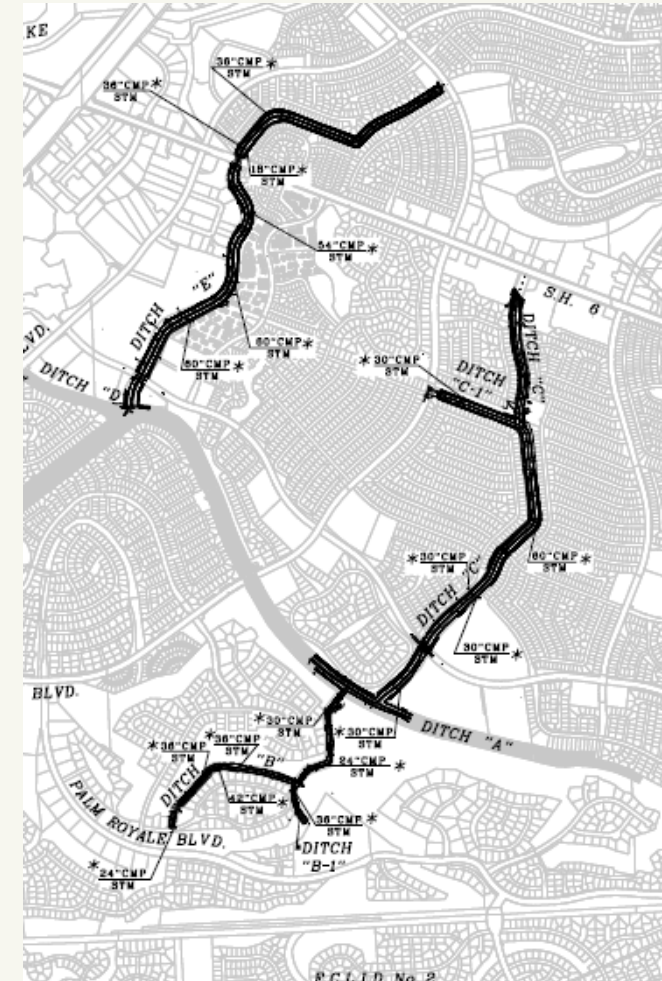 KE
36"CMP *
STM
36"CMP *
STM
18"CMP *
STM
54"CMP *
STM
S.H. 6
"E"
DITCH
60"CMP *
STM
60"CMP *
STM
VD.
DITCH "D"
DITCH "C"
* 30"CMP
STM
DITCH
"C-1"
* 30"CMP
STM
60"CMP *
STM
DITCH "C"
30"CMP *
STM
BLVD.
* 30"CMP
STM
* 30"CMP
STM
DITCH "A"
* 36"CMP
STM
* 36"CMP
STM
24"CMP *
STM
DITCH "B"
42"CMP *
STM
36"CMP *
STM
PALM ROYALE BLVD.
DITCH
"B-1"
* 24"CMP
STM
F.C.L.I.D. No. 2